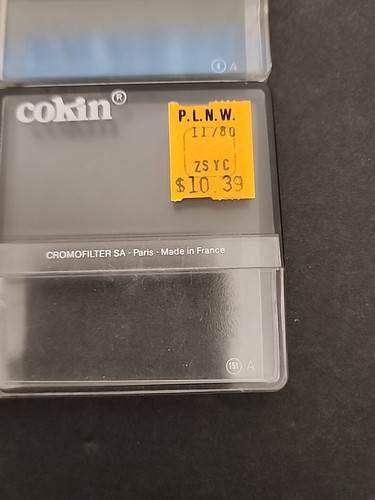 A
cokin®
P.L.N.W.
11/80
ZSYC
$10.39
CROMOFILTER SA - Paris - Made in France
151 A